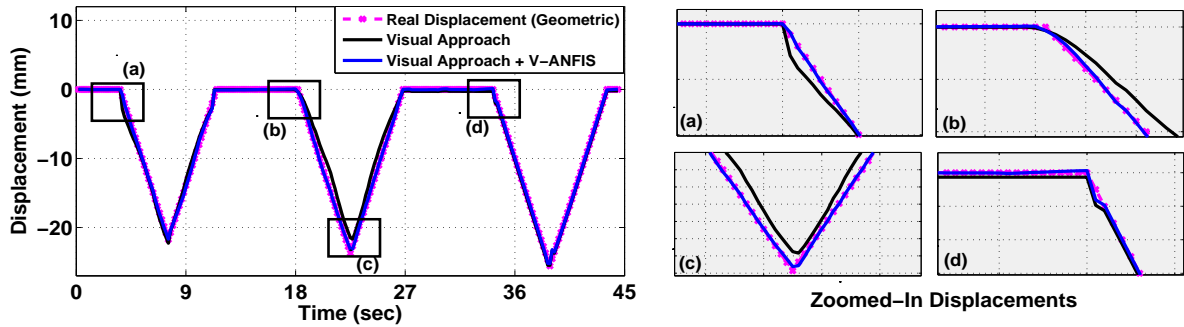 10
0
−10
−20
Displacement (mm)
0
9
18
27
36
45
Time (sec)
Real Displacement (Geometric)
Visual Approach
Visual Approach + V−ANFIS
(a)
(b)
(c)
(d)
(a)
(b)
(c)
(d)
Zoomed−In Displacements